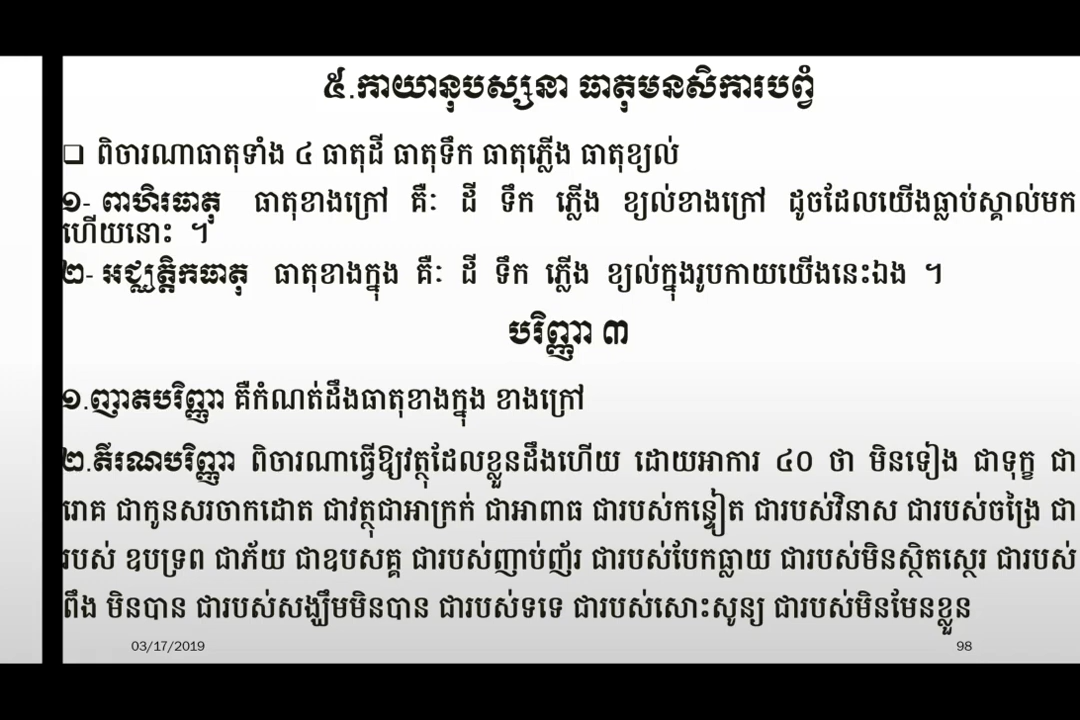 ៥.កាយានុបស្សនា ធាតុមនសិការបព្វំ
❑ ពិចារណាធាតុទាំង ៤ ធាតុដី ធាតុទឹក ធាតុភ្លើង ធាតុខ្យល់
១- ពាហិរធាតុ ធាតុខាងក្រៅ គឺៈ ដី ទឹក ភ្លើង ខ្យល់ខាងក្រៅ ដូចដែលយើងធ្លាប់ស្គាល់មក
ហើយនោះ ។
២- អជ្ឈត្តិកធាតុ ធាតុខាងក្នុង គឺៈ ដី ទឹក ភ្លើង ខ្យល់ក្នុងរូបកាយយើងនេះឯង ។
បរិញ្ញា ៣
១.ញាតបរិញ្ញា គឺកំណត់ដឹងធាតុខាងក្នុង ខាងក្រៅ
២.តីរណបរិញ្ញា ពិចារណាធ្វើឱ្យវត្ថុដែលខ្លួនដឹងហើយ ដោយអាការ ៤០ ថា មិនទៀង ជាទុក្ខ ជា
រោគ ជាកូនសរចាកដោត ជាវត្ថុជាអាក្រក់ ជាអាពាធ ជារបស់កន្ទៀត ជារបស់វិនាស ជារបស់ចង្រៃ ជា
របស់ ឧបទ្រព ជាភ័យ ជាឧបសគ្គ ជារបស់ញាប់ញ័រ ជារបស់បែកធ្លាយ ជារបស់មិនស្ថិតស្ថេរ ជារបស់
ពឹង មិនបាន ជារបស់សង្ឃឹមមិនបាន ជារបស់ទទេ ជារបស់សោះសូន្យ ជារបស់មិនមែនខ្លួន
03/17/2019 98